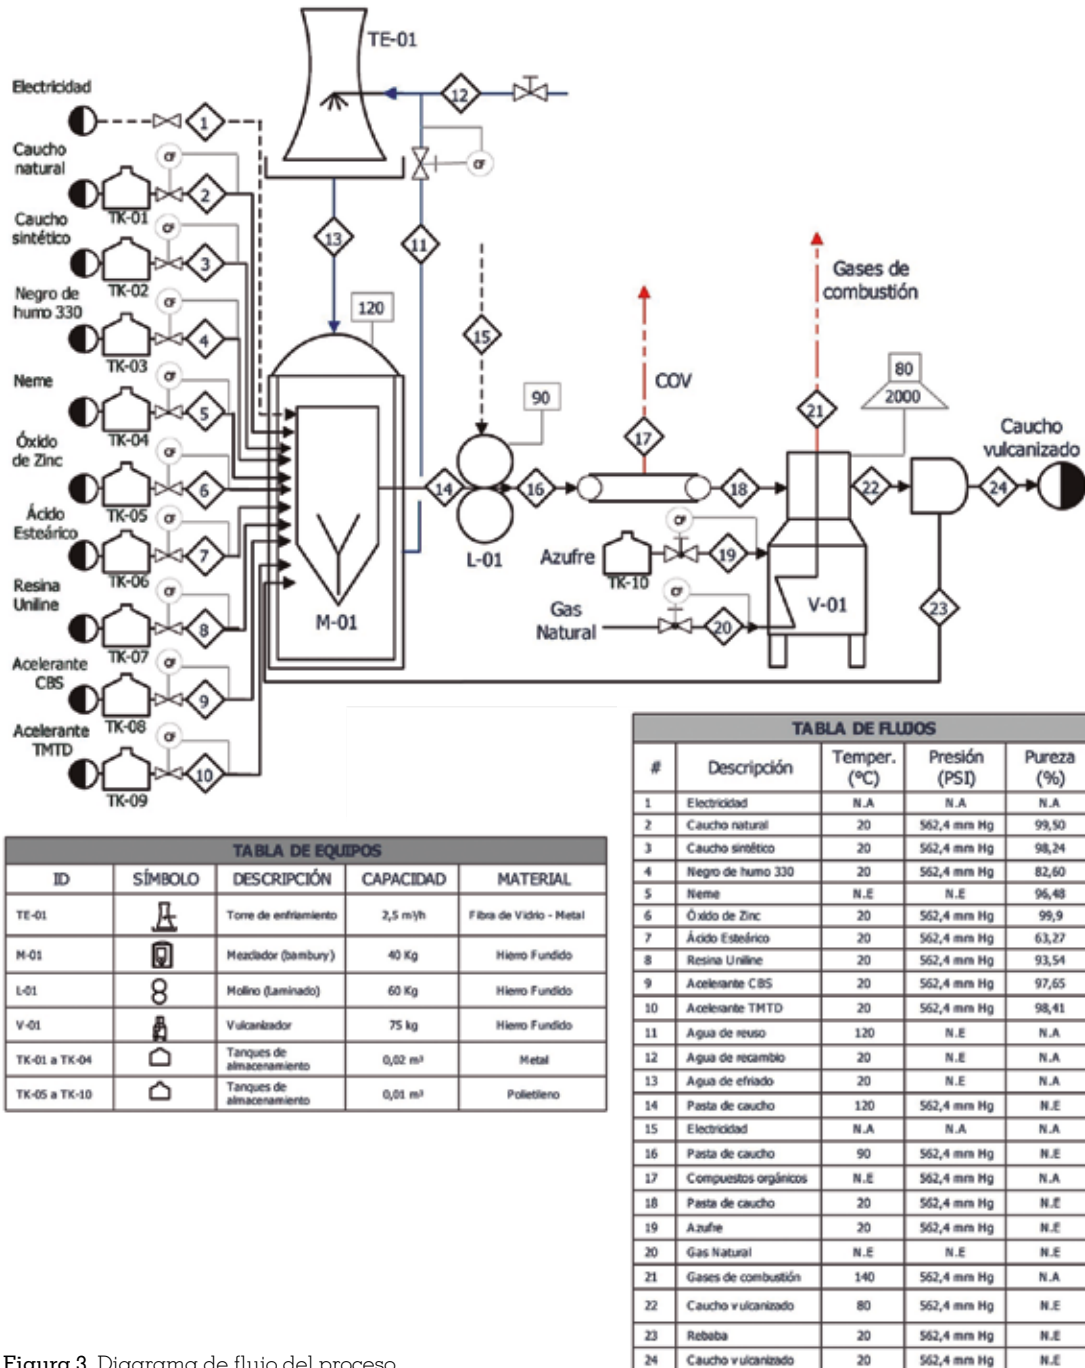 TE-01
Electricidad
12
1
Caucho
natural
CF
2
TK-01
CF
Caucho
sintético
CF
3
TK-02
13
11
Negro de
humo 330
CF
4
TK-03
120
15
Gases de
combustión
Neme
CF
5
TK-04
90
COV
80
2000
21
17
Caucho
vulcanizado
Óxido
de Zinc
CF
6
TK-05
14
16
18
22
24
Ácido
Esteárico
CF
7
TK-06
L-01
Azufre
TK-10
CF
19
Resina
Uniline
CF
8
TK-07
M-01
Gas
Natural
CF
20
V-01
23
Acelerante
CBS
CF
9
TK-08
Acelerante
TMTD
CF
10
TK-09
TABLA DE EQUIPOS
ID SÍMBOLO DESCRIPCIÓN CAPACIDAD MATERIAL
TE-01 Torre de enfriamiento 2,5 m³/h Fibra de Vidrio - Metal
M-01 Mezclador (bambury) 40 Kg Hierro Fundido
L-01 Molino (Laminado) 60 Kg Hierro Fundido
V-01 Vulcanizador 75 kg Hierro Fundido
TK-01 a TK-04 Tanques de almacenamiento 0,02 m³ Metal
TK-05 a TK-10 Tanques de almacenamiento 0,01 m³ Polietileno
TABLA DE FLUJOS
# Descripción Temper. (°C) Presión (PSI) Pureza (%)
1 Electricidad N.A N.A N.A
2 Caucho natural 20 562,4 mm Hg 99,50
3 Caucho sintético 20 562,4 mm Hg 98,24
4 Negro de humo 330 20 562,4 mm Hg 82,60
5 Neme N.E N.E 96,48
6 Óxido de Zinc 20 562,4 mm Hg 99,9
7 Ácido Esteárico 20 562,4 mm Hg 63,27
8 Resina Uniline 20 562,4 mm Hg 93,54
9 Acelerante CBS 20 562,4 mm Hg 97,65
10 Acelerante TMTD 20 562,4 mm Hg 98,41
11 Agua de reuso 120 N.E N.A
12 Agua de recambio 20 N.E N.A
13 Agua de efriado 20 N.E N.A
14 Pasta de caucho 120 562,4 mm Hg N.E
15 Electricidad N.A N.A N.A
16 Pasta de caucho 90 562,4 mm Hg N.E
17 Compuestos orgánicos N.E 562,4 mm Hg N.A
18 Pasta de caucho 20 562,4 mm Hg N.E
19 Azufre 20 562,4 mm Hg N.E
20 Gas Natural N.E N.E N.E
21 Gases de combustión 140 562,4 mm Hg N.A
22 Caucho vulcanizado 80 562,4 mm Hg N.E
23 Rebaba 20 562,4 mm Hg N.E
24 Caucho vulcanizado 20 562,4 mm Hg N.E
Figura 3. Diagrama de flujo del proceso